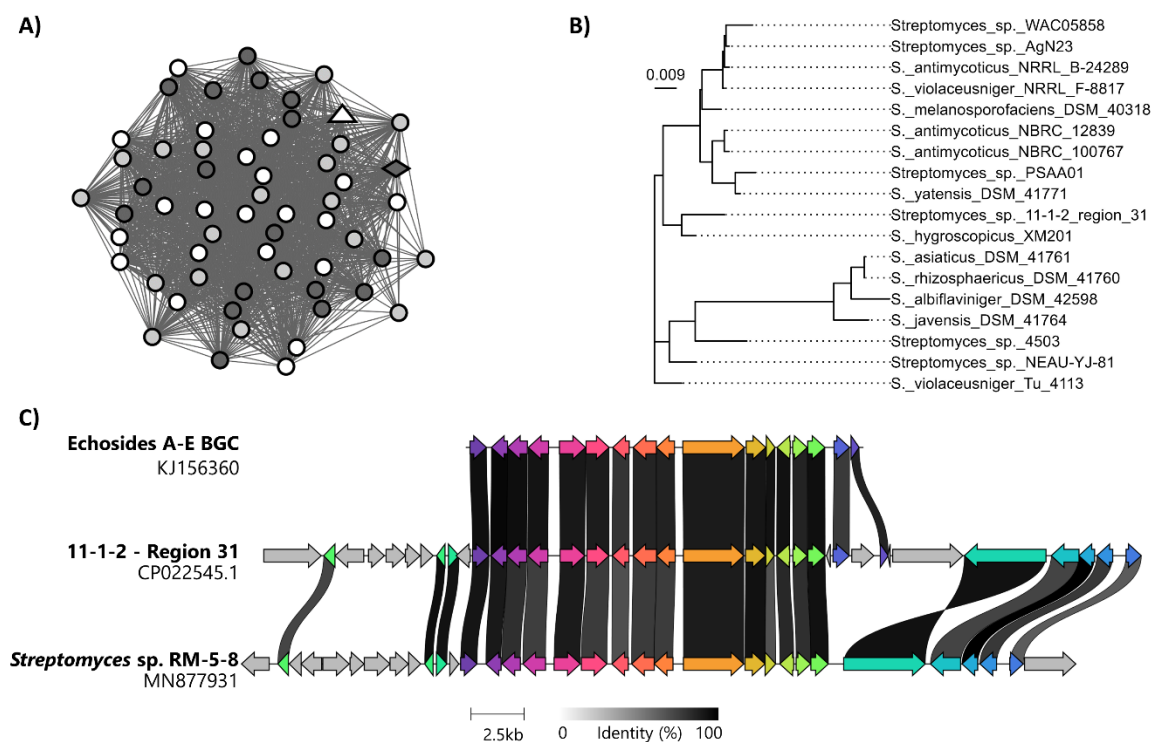 A)
B)
0.009
Streptomyces_sp._WAC05858
Streptomyces_sp._AgN23
S._antimycoticus_NRRL_B-24289
S._violaceusniger_NRRL_F-8817
S._melanosporofaciens_DSM_40318
S._antimycoticus_NBRC_12839
S._antimycoticus_NBRC_100767
Streptomyces_sp._PSAA01
S._yatensis_DSM_41771
Streptomyces_sp._11-1-2_region_31
S._hygroscopicus_XM201
S._asiaticus_DSM_41761
S._rhizosphaericus_DSM_41760
S._albiflaviniger_DSM_42598
S._javensis_DSM_41764
Streptomyces_sp._4503
Streptomyces_sp._NEAU-YJ-81
S._violaceusniger_Tu_4113
C)
Echosides A-E BGC
KJ156360
11-1-2 - Region 31
CP022545.1
Streptomyces sp. RM-5-8
MN877931
2.5kb
0 Identity (%) 100